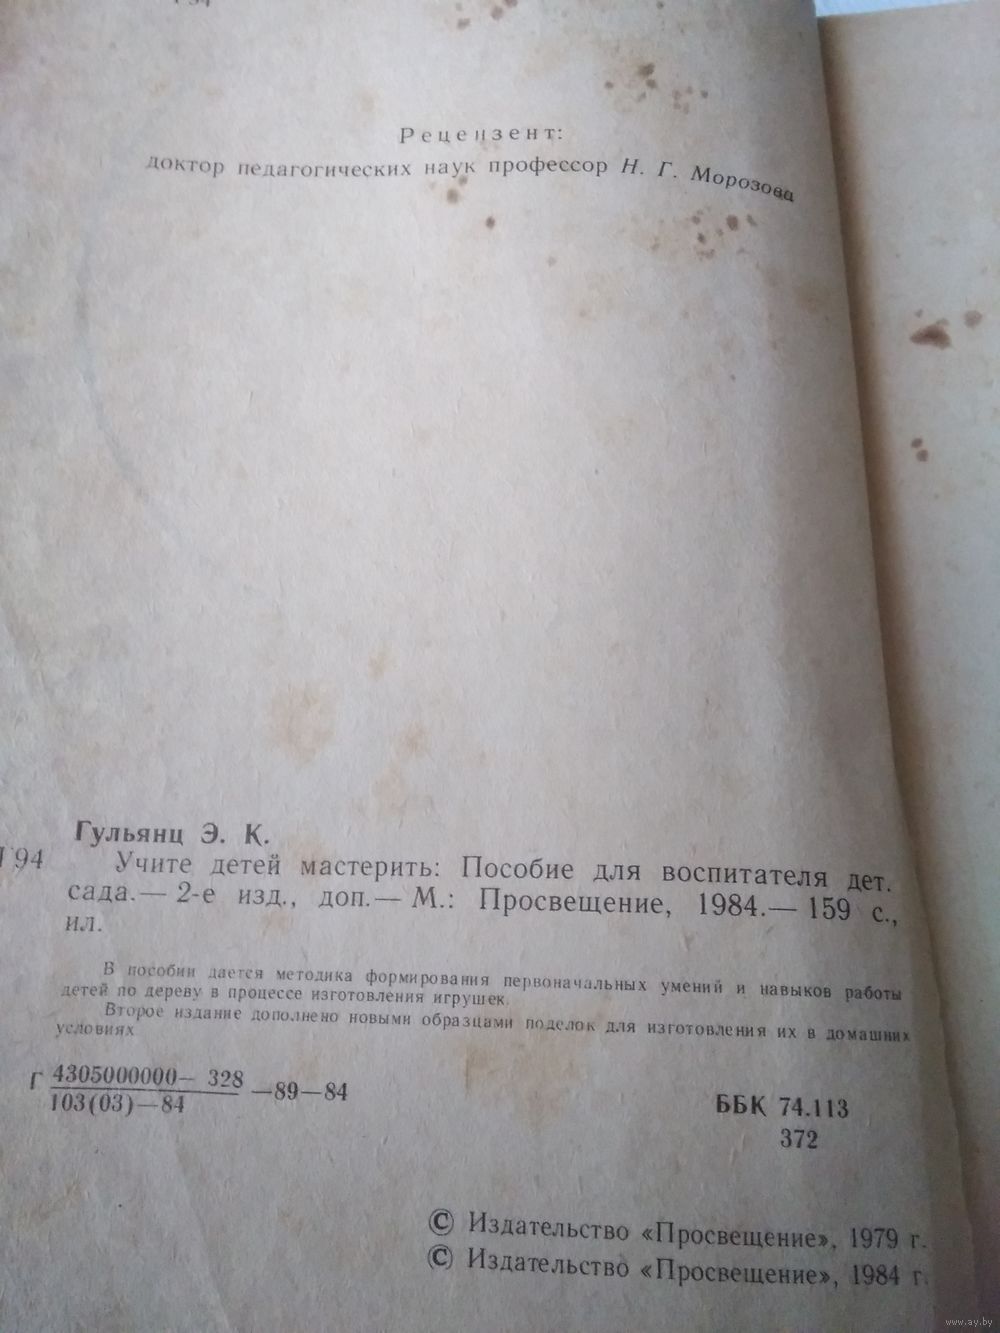 Рецензент:
доктор педагогических наук профессор Н. Г. Морозова
Гульянц Э. К.
Г94 Учите детей мастерить: Пособие для воспитателя дет.
сада.— 2-е изд., доп.— М.: Просвещение, 1984.— 159 с.,
ил.
В пособии дается методика формирования первоначальных умений и навыков работы
детей по дереву в процессе изготовления игрушек.
Второе издание дополнено новыми образцами поделок для изготовления их в домашних
условиях
Г 4305000000— 328 —89—84
103(03)—84
ББК 74.113
372
© Издательство «Просвещение», 1979 г.
© Издательство «Просвещение», 1984 г.
www.ay.by